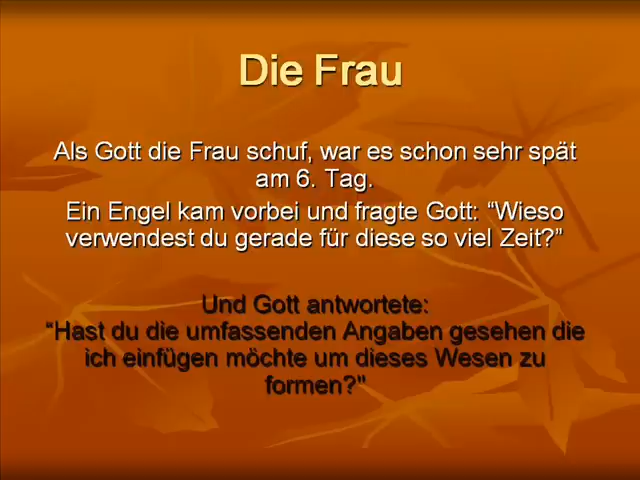 Die Frau
Als Gott die Frau schuf, war es schon sehr spät
am 6. Tag.
Ein Engel kam vorbei und fragte Gott: “Wieso
verwendest du gerade für diese so viel Zeit?”
Und Gott antwortete:
“Hast du die umfassenden Angaben gesehen die
ich einfügen möchte um dieses Wesen zu
formen?"